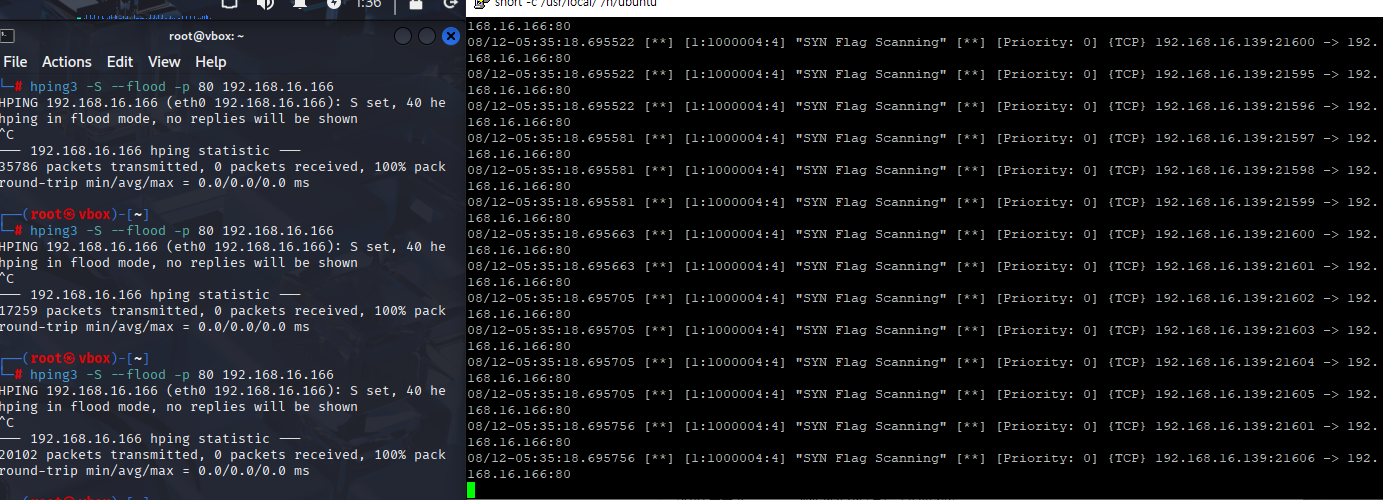 1:36
root@vbox: ~
File Actions Edit View Help
└─# hping3 -S --flood -p 80 192.168.16.166
HPING 192.168.16.166 (eth0 192.168.16.166): S set, 40 he
hping in flood mode, no replies will be shown
^C
─── 192.168.16.166 hping statistic ───
35786 packets transmitted, 0 packets received, 100% pack
round-trip min/avg/max = 0.0/0.0/0.0 ms
┌──(root㉿vbox)-[~]
└─# hping3 -S --flood -p 80 192.168.16.166
HPING 192.168.16.166 (eth0 192.168.16.166): S set, 40 he
hping in flood mode, no replies will be shown
^C
─── 192.168.16.166 hping statistic ───
17259 packets transmitted, 0 packets received, 100% pack
round-trip min/avg/max = 0.0/0.0/0.0 ms
┌──(root㉿vbox)-[~]
└─# hping3 -S --flood -p 80 192.168.16.166
HPING 192.168.16.166 (eth0 192.168.16.166): S set, 40 he
hping in flood mode, no replies will be shown
^C
─── 192.168.16.166 hping statistic ───
20102 packets transmitted, 0 packets received, 100% pack
round-trip min/avg/max = 0.0/0.0/0.0 ms
168.16.166:80
08/12-05:35:18.695522 [**] [1:1000004:4] "SYN Flag Scanning" [**] [Priority: 0] {TCP} 192.168.16.139:21600 -> 192.
168.16.166:80
08/12-05:35:18.695522 [**] [1:1000004:4] "SYN Flag Scanning" [**] [Priority: 0] {TCP} 192.168.16.139:21595 -> 192.
168.16.166:80
08/12-05:35:18.695522 [**] [1:1000004:4] "SYN Flag Scanning" [**] [Priority: 0] {TCP} 192.168.16.139:21596 -> 192.
168.16.166:80
08/12-05:35:18.695581 [**] [1:1000004:4] "SYN Flag Scanning" [**] [Priority: 0] {TCP} 192.168.16.139:21597 -> 192.
168.16.166:80
08/12-05:35:18.695581 [**] [1:1000004:4] "SYN Flag Scanning" [**] [Priority: 0] {TCP} 192.168.16.139:21598 -> 192.
168.16.166:80
08/12-05:35:18.695581 [**] [1:1000004:4] "SYN Flag Scanning" [**] [Priority: 0] {TCP} 192.168.16.139:21599 -> 192.
168.16.166:80
08/12-05:35:18.695663 [**] [1:1000004:4] "SYN Flag Scanning" [**] [Priority: 0] {TCP} 192.168.16.139:21600 -> 192.
168.16.166:80
08/12-05:35:18.695663 [**] [1:1000004:4] "SYN Flag Scanning" [**] [Priority: 0] {TCP} 192.168.16.139:21601 -> 192.
168.16.166:80
08/12-05:35:18.695705 [**] [1:1000004:4] "SYN Flag Scanning" [**] [Priority: 0] {TCP} 192.168.16.139:21602 -> 192.
168.16.166:80
08/12-05:35:18.695705 [**] [1:1000004:4] "SYN Flag Scanning" [**] [Priority: 0] {TCP} 192.168.16.139:21603 -> 192.
168.16.166:80
08/12-05:35:18.695705 [**] [1:1000004:4] "SYN Flag Scanning" [**] [Priority: 0] {TCP} 192.168.16.139:21604 -> 192.
168.16.166:80
08/12-05:35:18.695705 [**] [1:1000004:4] "SYN Flag Scanning" [**] [Priority: 0] {TCP} 192.168.16.139:21605 -> 192.
168.16.166:80
08/12-05:35:18.695756 [**] [1:1000004:4] "SYN Flag Scanning" [**] [Priority: 0] {TCP} 192.168.16.139:21601 -> 192.
168.16.166:80
08/12-05:35:18.695756 [**] [1:1000004:4] "SYN Flag Scanning" [**] [Priority: 0] {TCP} 192.168.16.139:21606 -> 192.
168.16.166:80